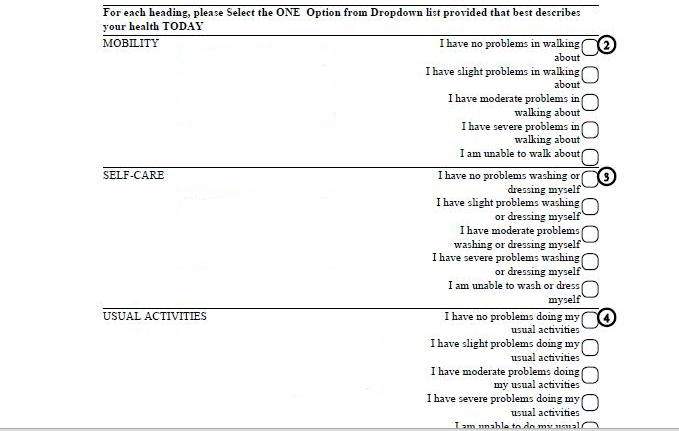 For each heading, please Select the ONE Option from Dropdown list provided that best describes
your health TODAY
MOBILITY
I have no problems in walking 2
about
I have slight problems in walking
about
I have moderate problems in
walking about
I have severe problems in
walking about
I am unable to walk about
SELF-CARE
I have no problems washing or 3
dressing myself
I have slight problems washing
or dressing myself
I have moderate problems
washing or dressing myself
I have severe problems washing
or dressing myself
I am unable to wash or dress
myself
USUAL ACTIVITIES
I have no problems doing my 4
usual activities
I have slight problems doing my
usual activities
I have moderate problems doing
my usual activities
I have severe problems doing my
usual activities
I am unable to do my usual